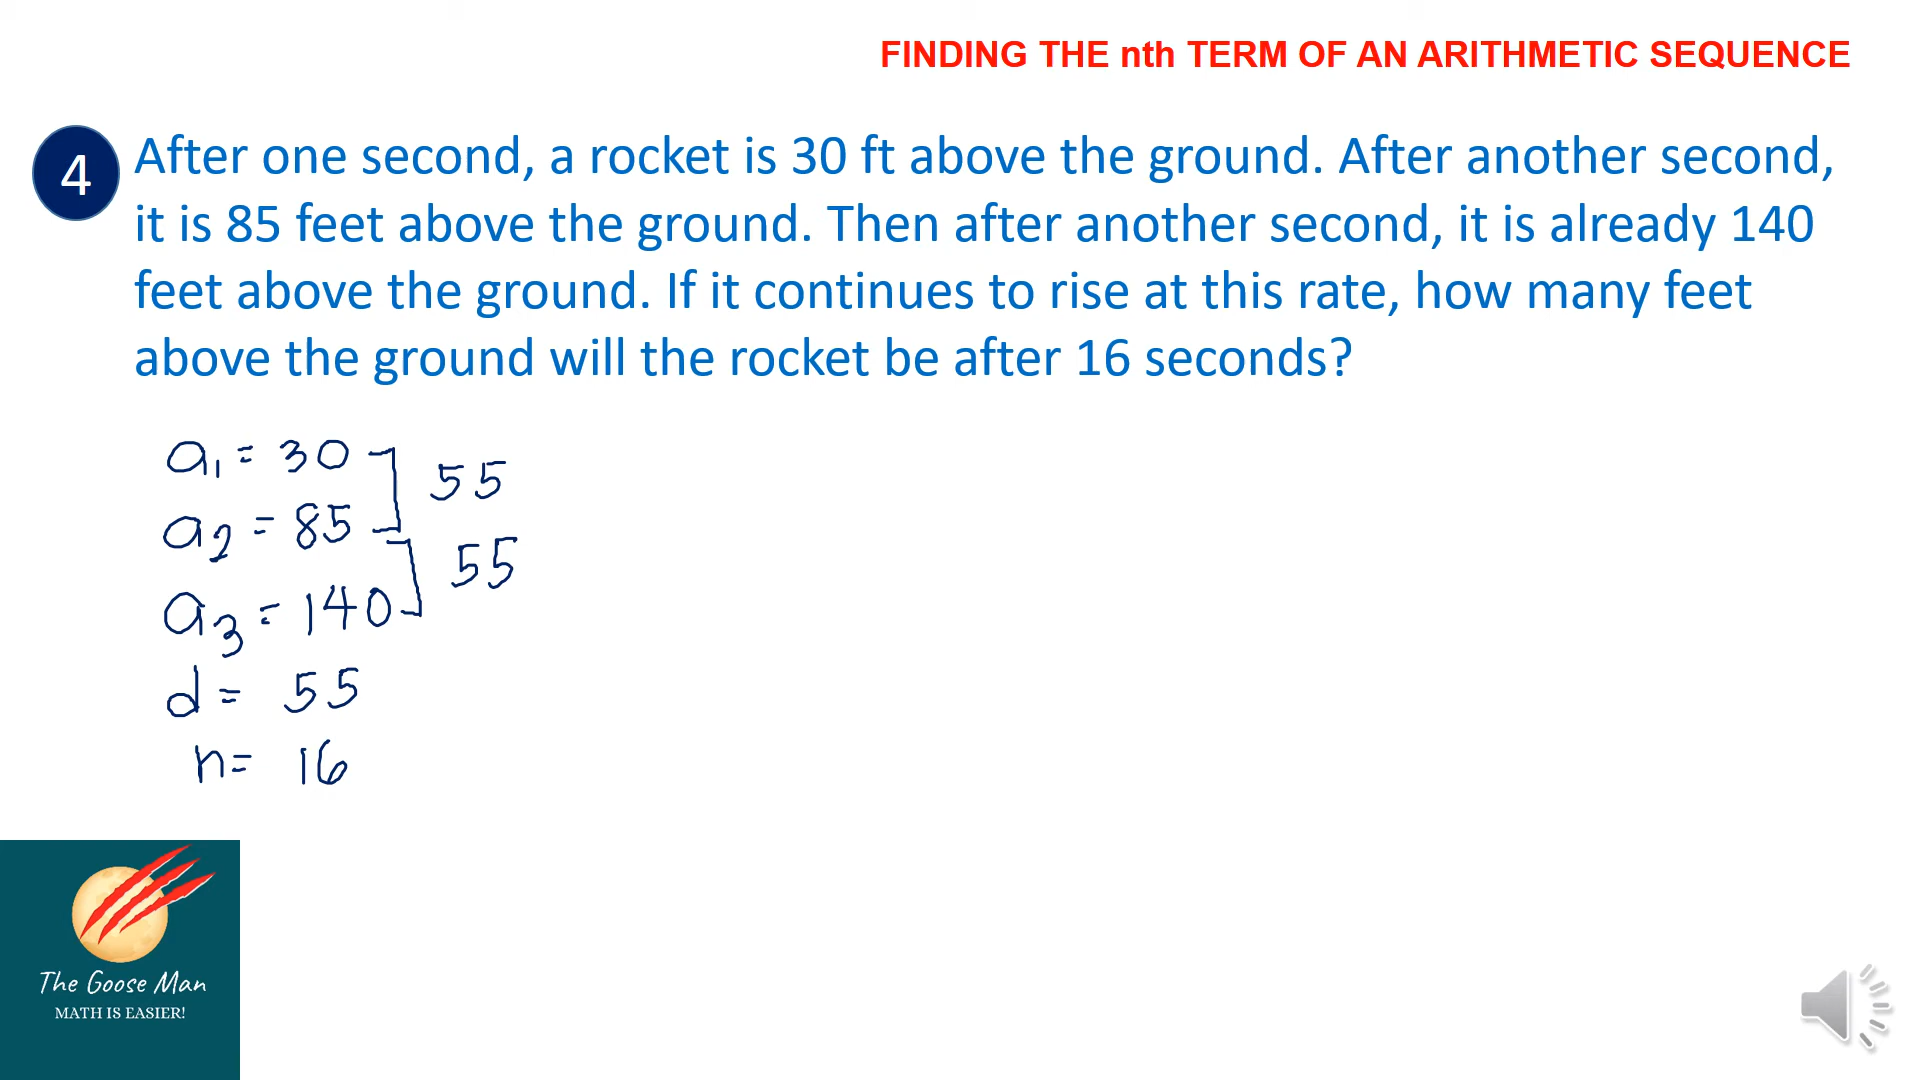 FINDING THE nth TERM OF AN ARITHMETIC SEQUENCE
4
After one second, a rocket is 30 ft above the ground. After another second,
it is 85 feet above the ground. Then after another second, it is already 140
feet above the ground. If it continues to rise at this rate, how many feet
above the ground will the rocket be after 16 seconds?
a₁ = 30
55
a₂ = 85
55
a₃ = 140
d = 55
n = 16
The Goose Man
MATH IS EASIER!